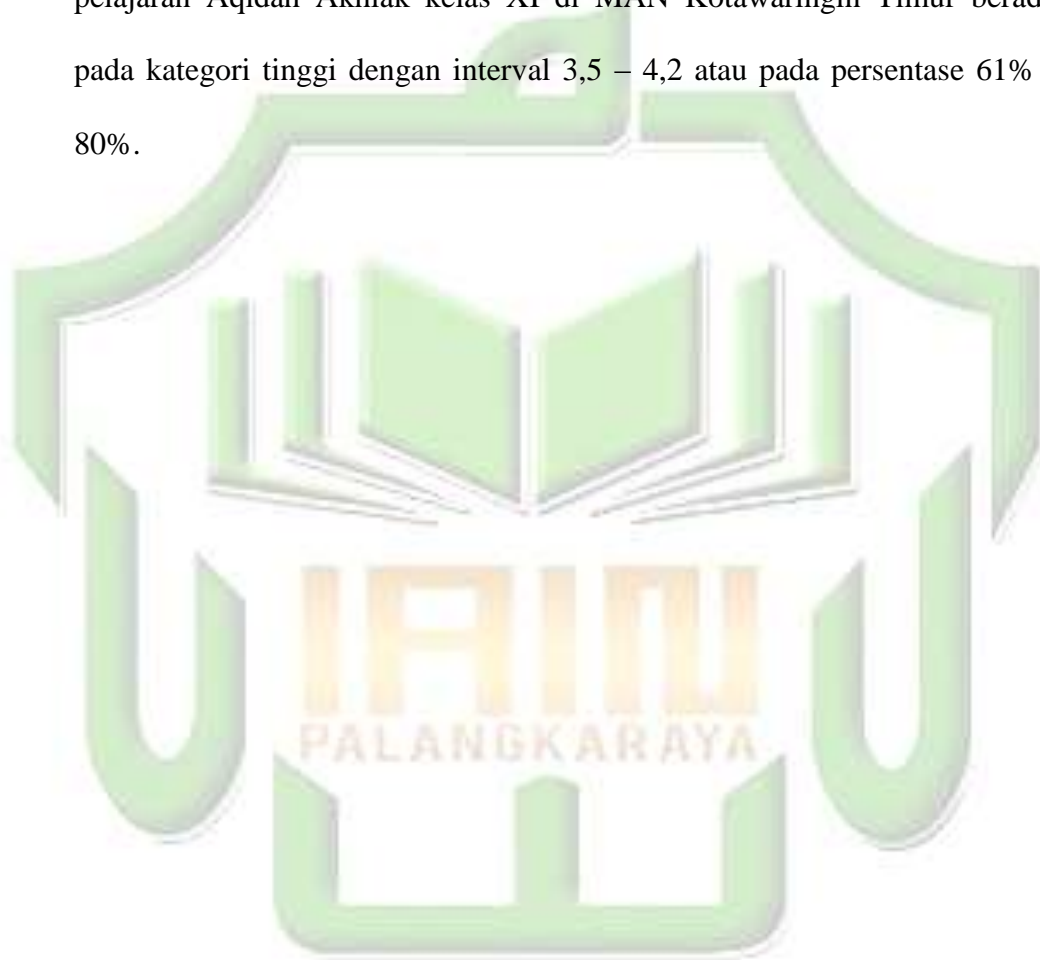 pelajaran Aqidah Akhlak kelas XI di MAN Kotawaringin Timur
pada kategori tinggi dengan interval 3,5 – 4,2 atau pada persentase 61%
80%.
IAIN
PALANGKARAYA